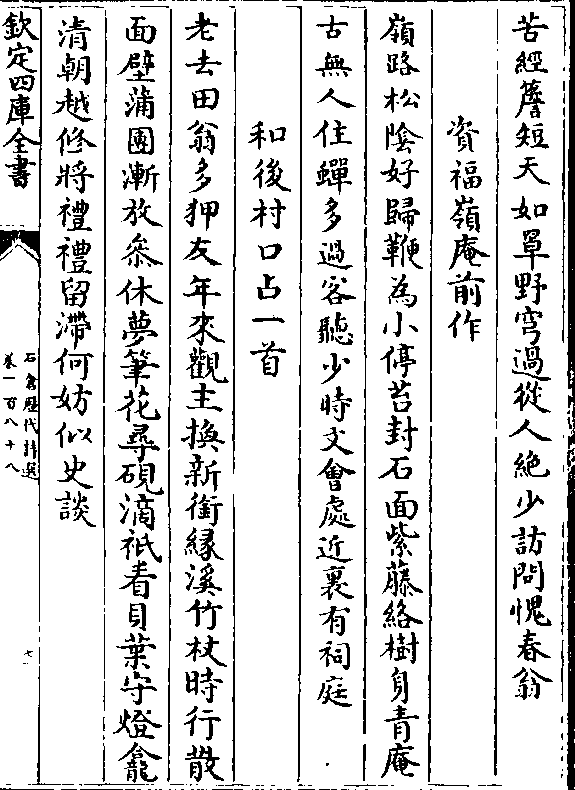 苦經簷短天如罩野穹過從人絶少訪問愧春翁
資福嶺庵前作
嶺路松陰好歸鞭為小停苔封石面紫藤絡樹身青庵
古無人住蟬多過客聽少時文會處近裏有祠庭
和後村口占一首
老去田翁多狎友年來觀主換新銜緣溪竹杖時行散
面壁蒲團漸放參休夢筆花尋硯滴祇看貝葉守燈龕
清朝越修將禮禮留滯何妨似史談
欽定四庫全書
石倉歷代詩選
卷一百八十八
七